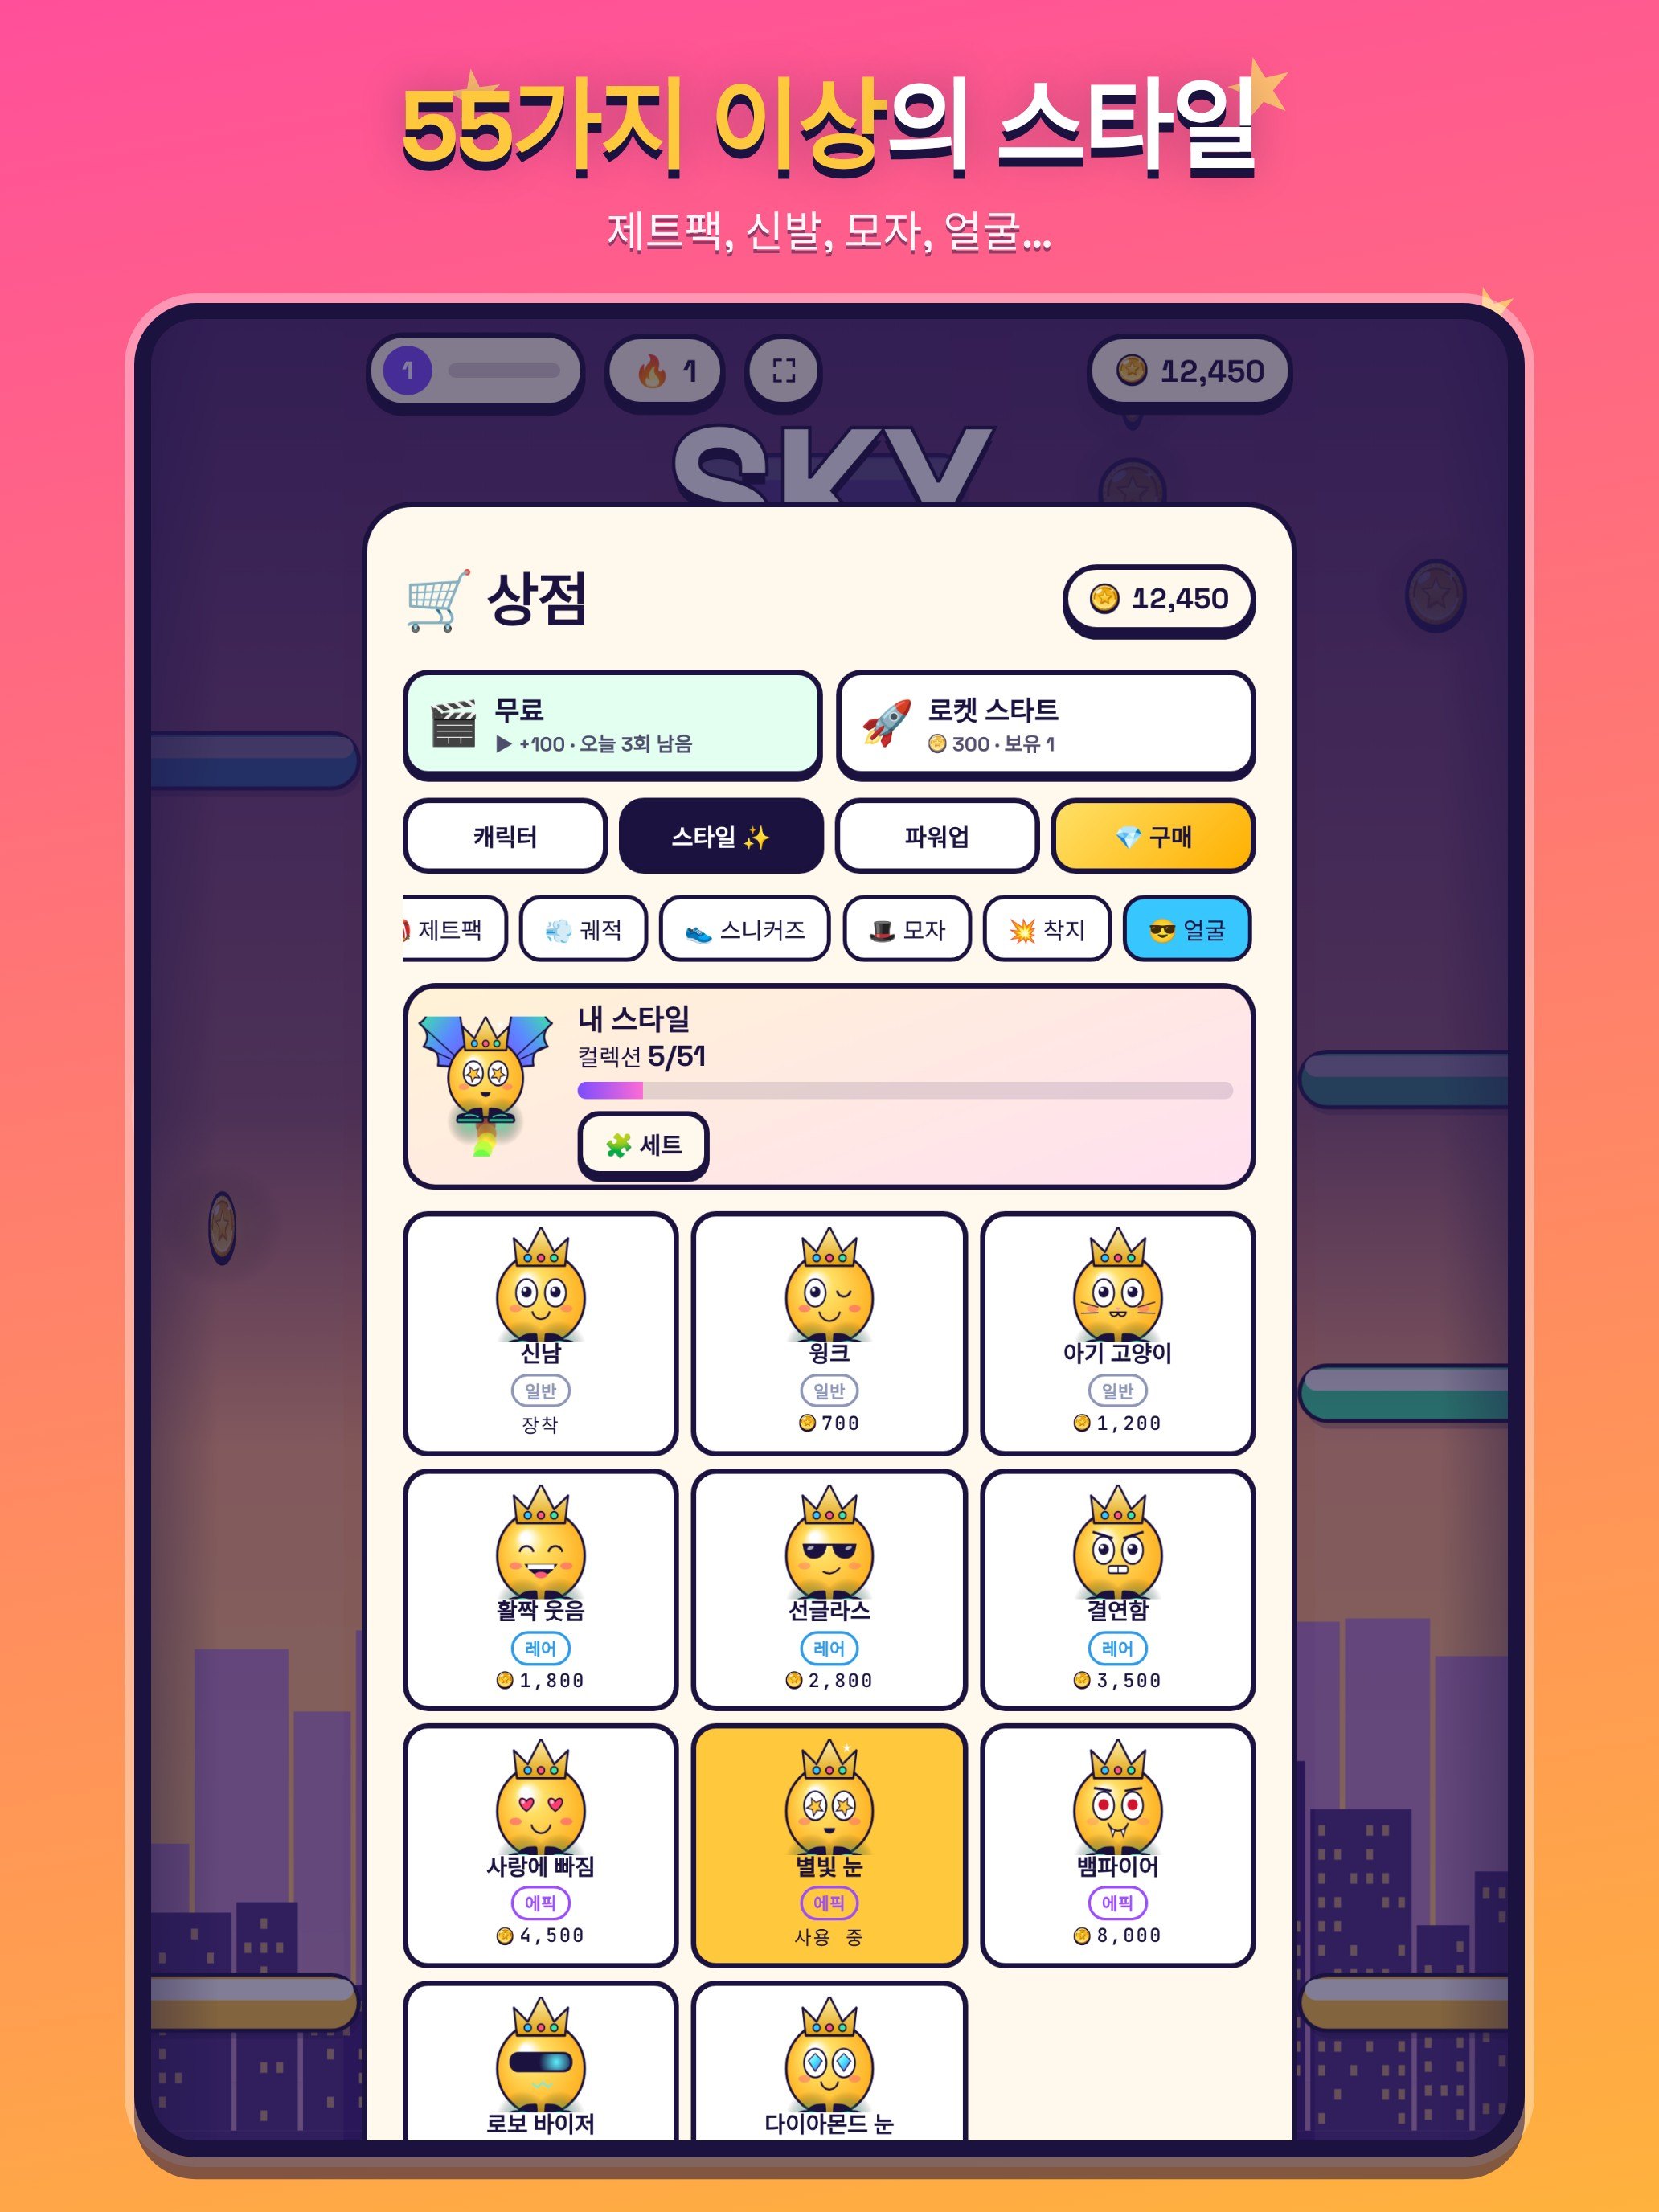 55가지 이상의 스타일
제트팩, 신발, 모자, 얼굴...
1
1
12,450
SKY
상점
12,450
무료
▶ +100 · 오늘 3회 남음
로켓 스타트
300 · 보유 1
캐릭터
스타일
파워업
구매
제트팩
궤적
스니커즈
모자
착지
얼굴
내 스타일
컬렉션 5/51
세트
신남
일반
장착
윙크
일반
700
아기 고양이
일반
1,200
활짝 웃음
레어
1,800
선글라스
레어
2,800
결연함
레어
3,500
사랑에 빠짐
에픽
4,500
별빛 눈
에픽
사용 중
뱀파이어
에픽
8,000
로보 바이저
다이아몬드 눈